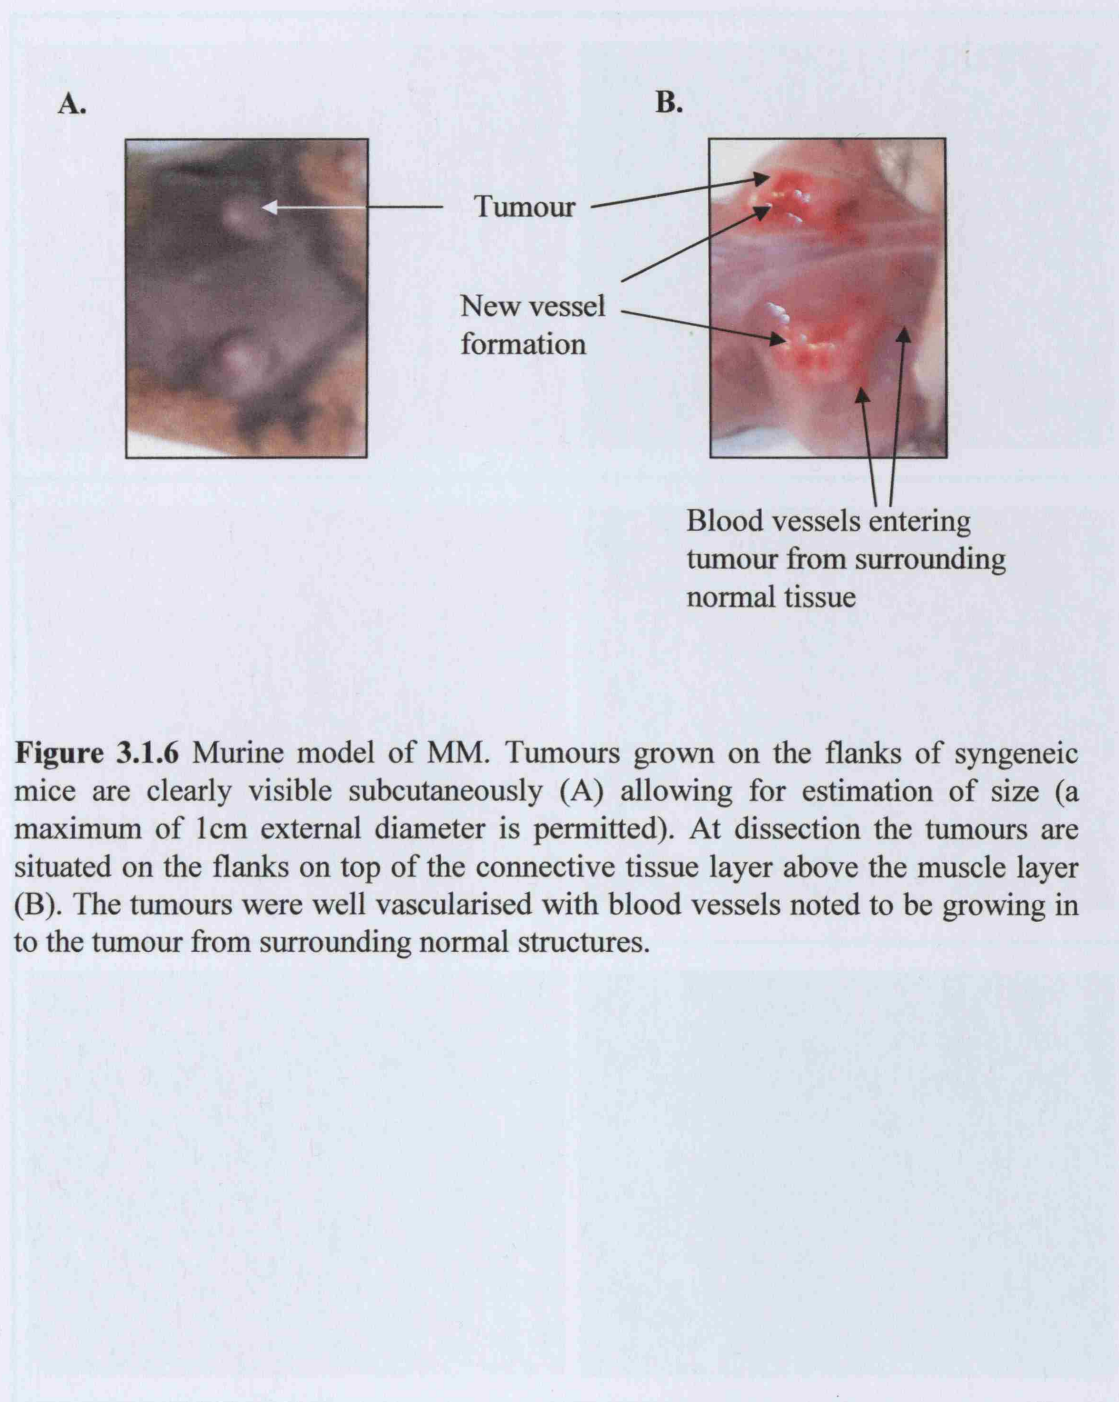 A.
B.
Tumour
New vessel
formation
Blood vessels entering
tumour from surrounding
normal tissue
Figure 3.1.6 Murine model of MM. Tumours grown on the flanks of syngeneic
mice are clearly visible subcutaneously (A) allowing for estimation of size (a
maximum of 1cm external diameter is permitted). At dissection the tumours are
situated on the flanks on top of the connective tissue layer above the muscle layer
(B). The tumours were well vascularised with blood vessels noted to be growing in
to the tumour from surrounding normal structures.